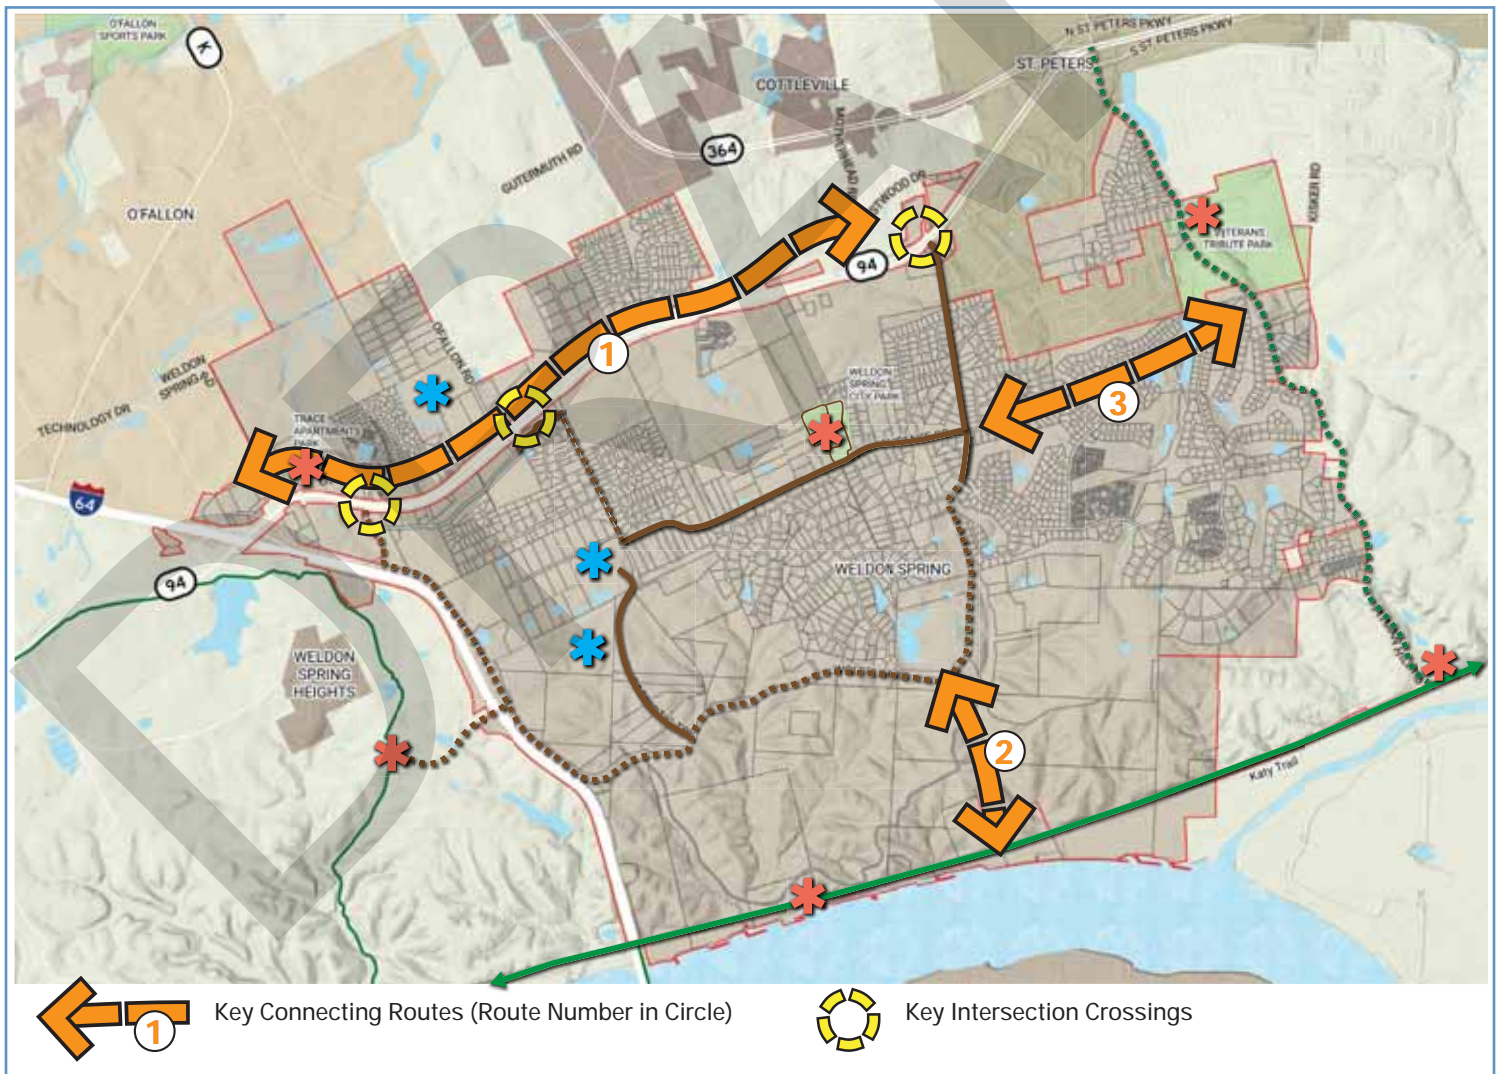 O'FALLON
SPORTS PARK
K
N ST PETERS PKWY
S ST PETERS PKWY
ST. PETERS
COTTLEVILLE
364
GUTERMUTH RD
O'FALLON
KISKER RD
VETERANS
TRIBUTE PARK
94
O'FALLON RD
1
WELDON
SPRING
CITY PARK
3
WELDON
SPRING
TECHNOLOGY DR
TRACE
APARTMENTS
PARK
64
94
WELDON SPRING
WELDON
SPRING
HEIGHTS
2
Katy Trail
DRAFT
1
Key Connecting Routes (Route Number in Circle)
Key Intersection Crossings